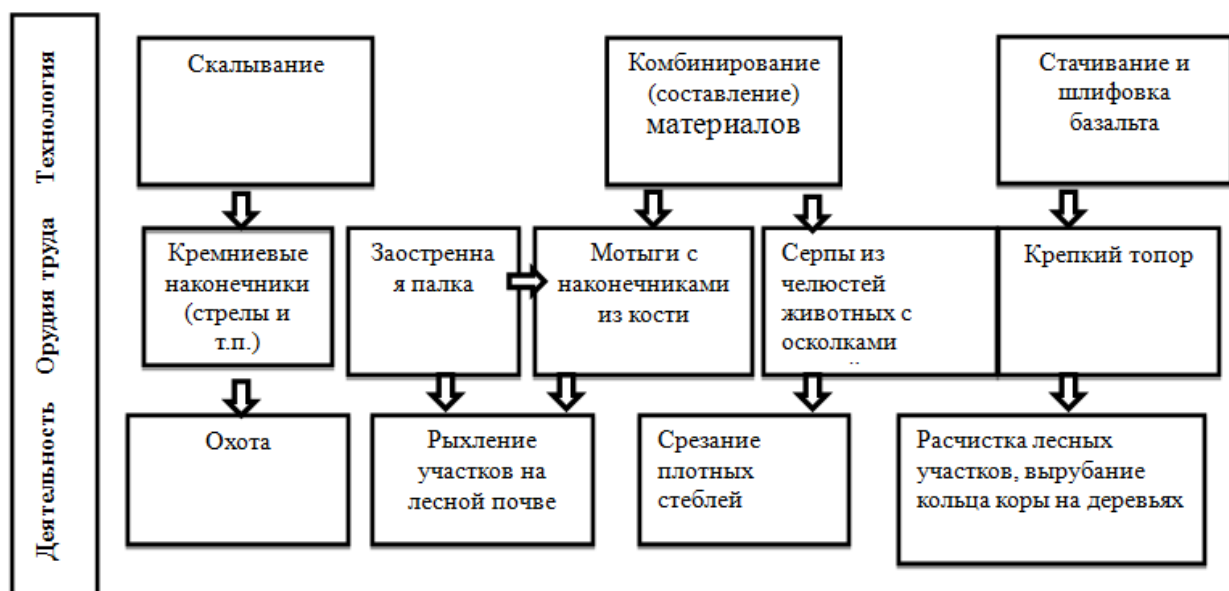 Технология
Скалывание
Комбинирование
(составление)
материалов
Стачивание и
шлифовка
базальта
Орудия труда
Кремниевые
наконечники
(стрелы и
т.п.)
Заостренна
я палка
Мотыги с
наконечниками
из кости
Серпы из
челюстей
животных с
осколками
Крепкий топор
Деятельность
Охота
Рыхление
участков на
лесной почве
Срезание
плотных
стеблей
Расчистка лесных
участков, вырубание
кольца коры на деревьях